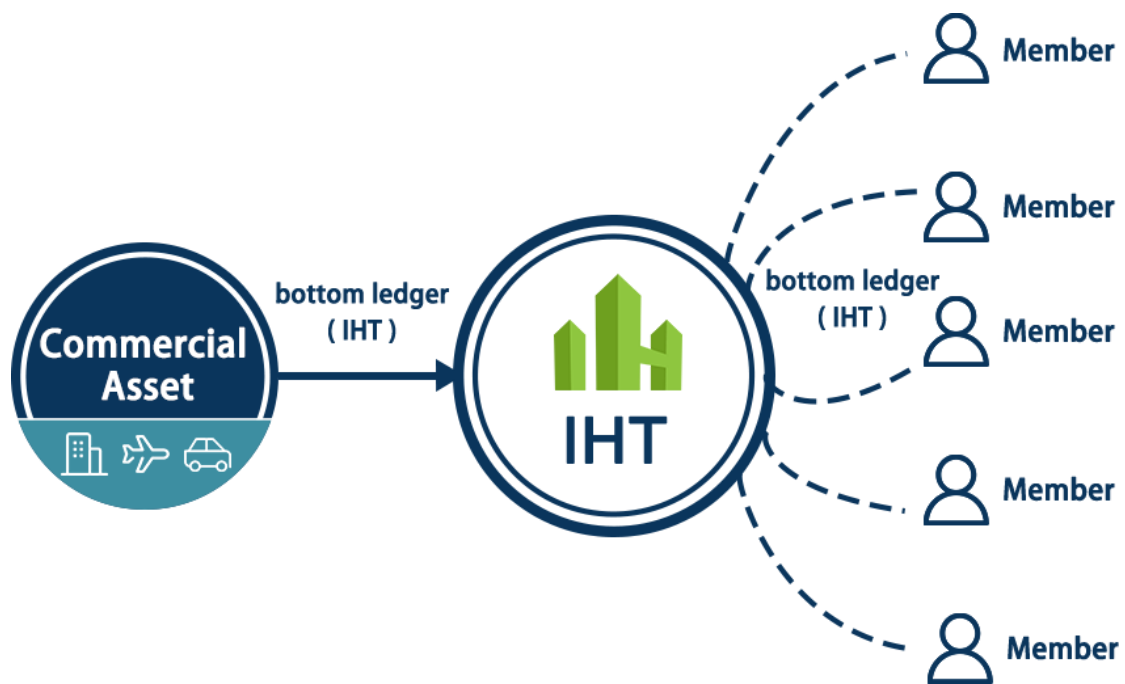 Commercial
Asset
bottom ledger
( IHT )
IHT
bottom ledger
( IHT )
Member
Member
Member
Member
Member